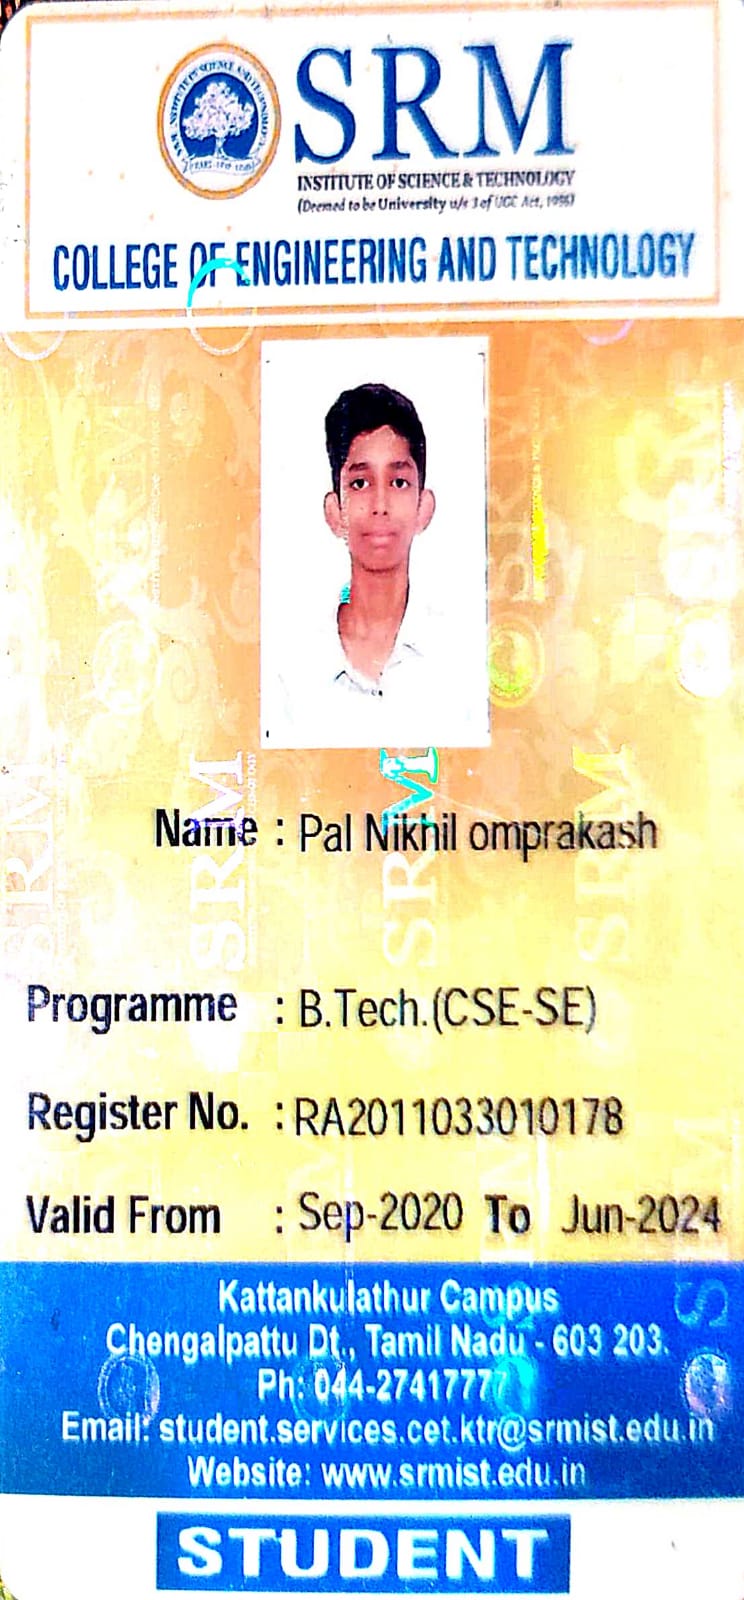 SRM
INSTITUTE OF SCIENCE & TECHNOLOGY
(Deemed to be University u/s 3 of UGC Act, 1956)
COLLEGE OF ENGINEERING AND TECHNOLOGY
Name : Pal Nikhil omprakash
Programme : B.Tech.(CSE-SE)
Register No. : RA2011033010178
Valid From : Sep-2020 To Jun-2024
Kattankulathur Campus
Chengalpattu Dt., Tamil Nadu - 603 203.
Ph: 044-27417777
Email: student.services.cet.ktr@srmist.edu.in
Website: www.srmist.edu.in
STUDENT